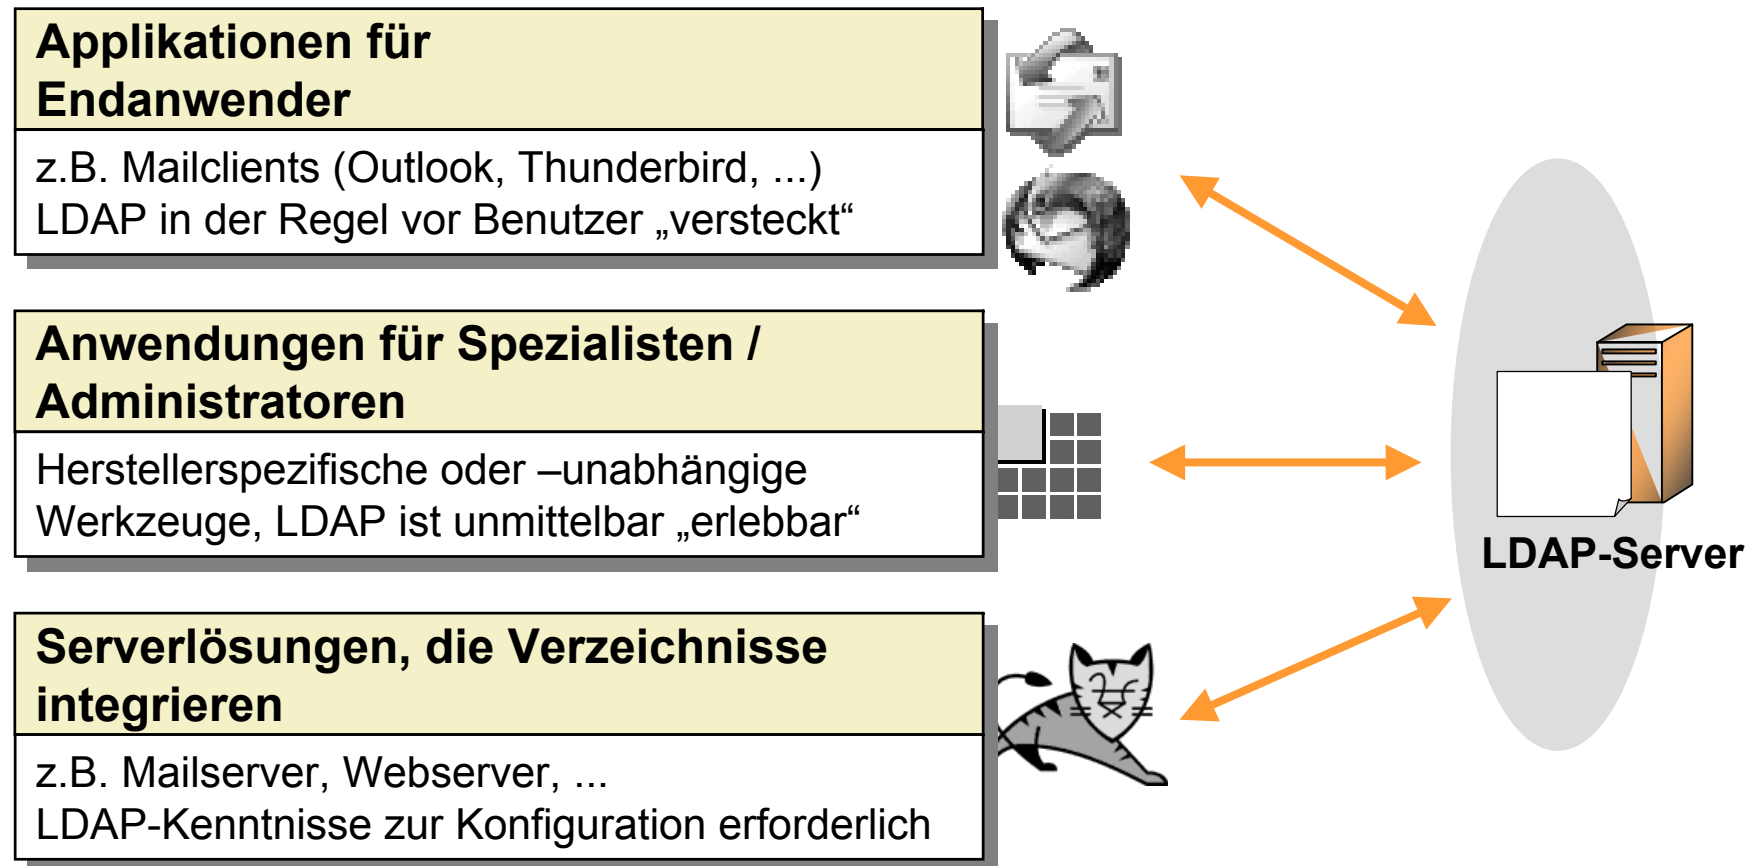 Applikationen für
Endanwender
z.B. Mailclients (Outlook, Thunderbird, ...)
LDAP in der Regel vor Benutzer „versteckt“
Anwendungen für Spezialisten /
Administratoren
Herstellerspezifische oder –unabhängige
Werkzeuge, LDAP ist unmittelbar „erlebbar“
Serverlösungen, die Verzeichnisse
integrieren
z.B. Mailserver, Webserver, ...
LDAP-Kenntnisse zur Konfiguration erforderlich
LDAP-Server